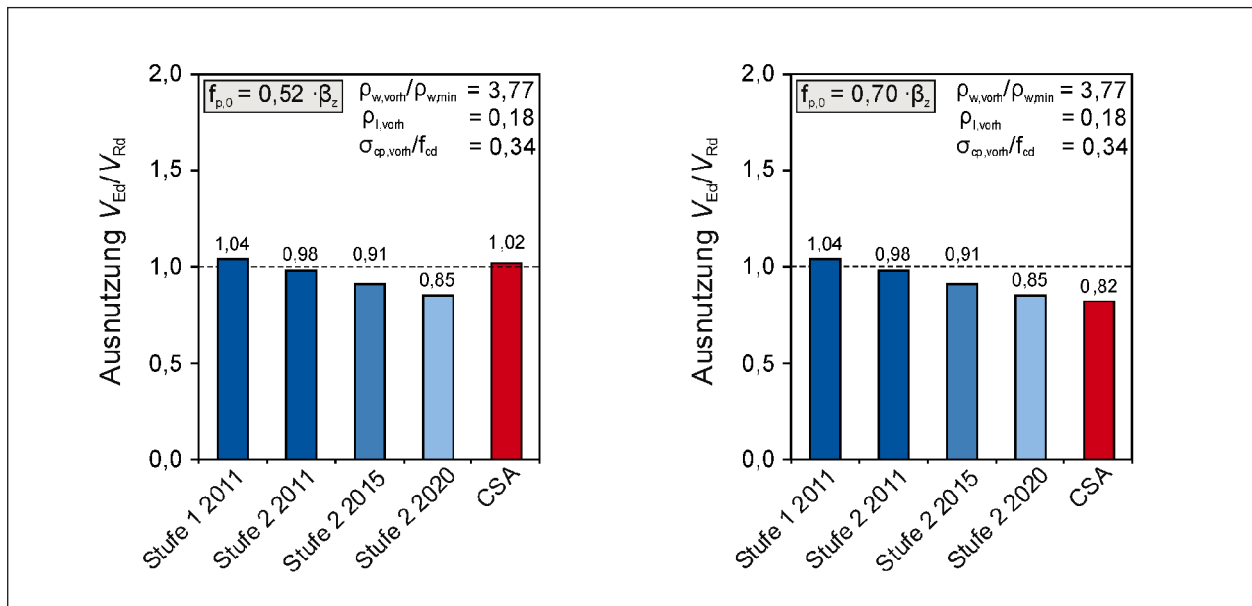 f_p,0 = 0,52 ·β_z
ρ_w,vorh/ρ_w,min = 3,77
ρ_l,vorh = 0,18
σ_cp,vorh/f_cd = 0,34
Ausnutzung V_Ed/V_Rd
2,0
1,5
1,0
0,5
0,0
1,04
0,98
0,91
0,85
1,02
Stufe 1 2011
Stufe 2 2011
Stufe 2 2015
Stufe 2 2020
CSA
f_p,0 = 0,70 ·β_z
ρ_w,vorh/ρ_w,min = 3,77
ρ_l,vorh = 0,18
σ_cp,vorh/f_cd = 0,34
Ausnutzung V_Ed/V_Rd
2,0
1,5
1,0
0,5
0,0
1,04
0,98
0,91
0,85
0,82
Stufe 1 2011
Stufe 2 2011
Stufe 2 2015
Stufe 2 2020
CSA